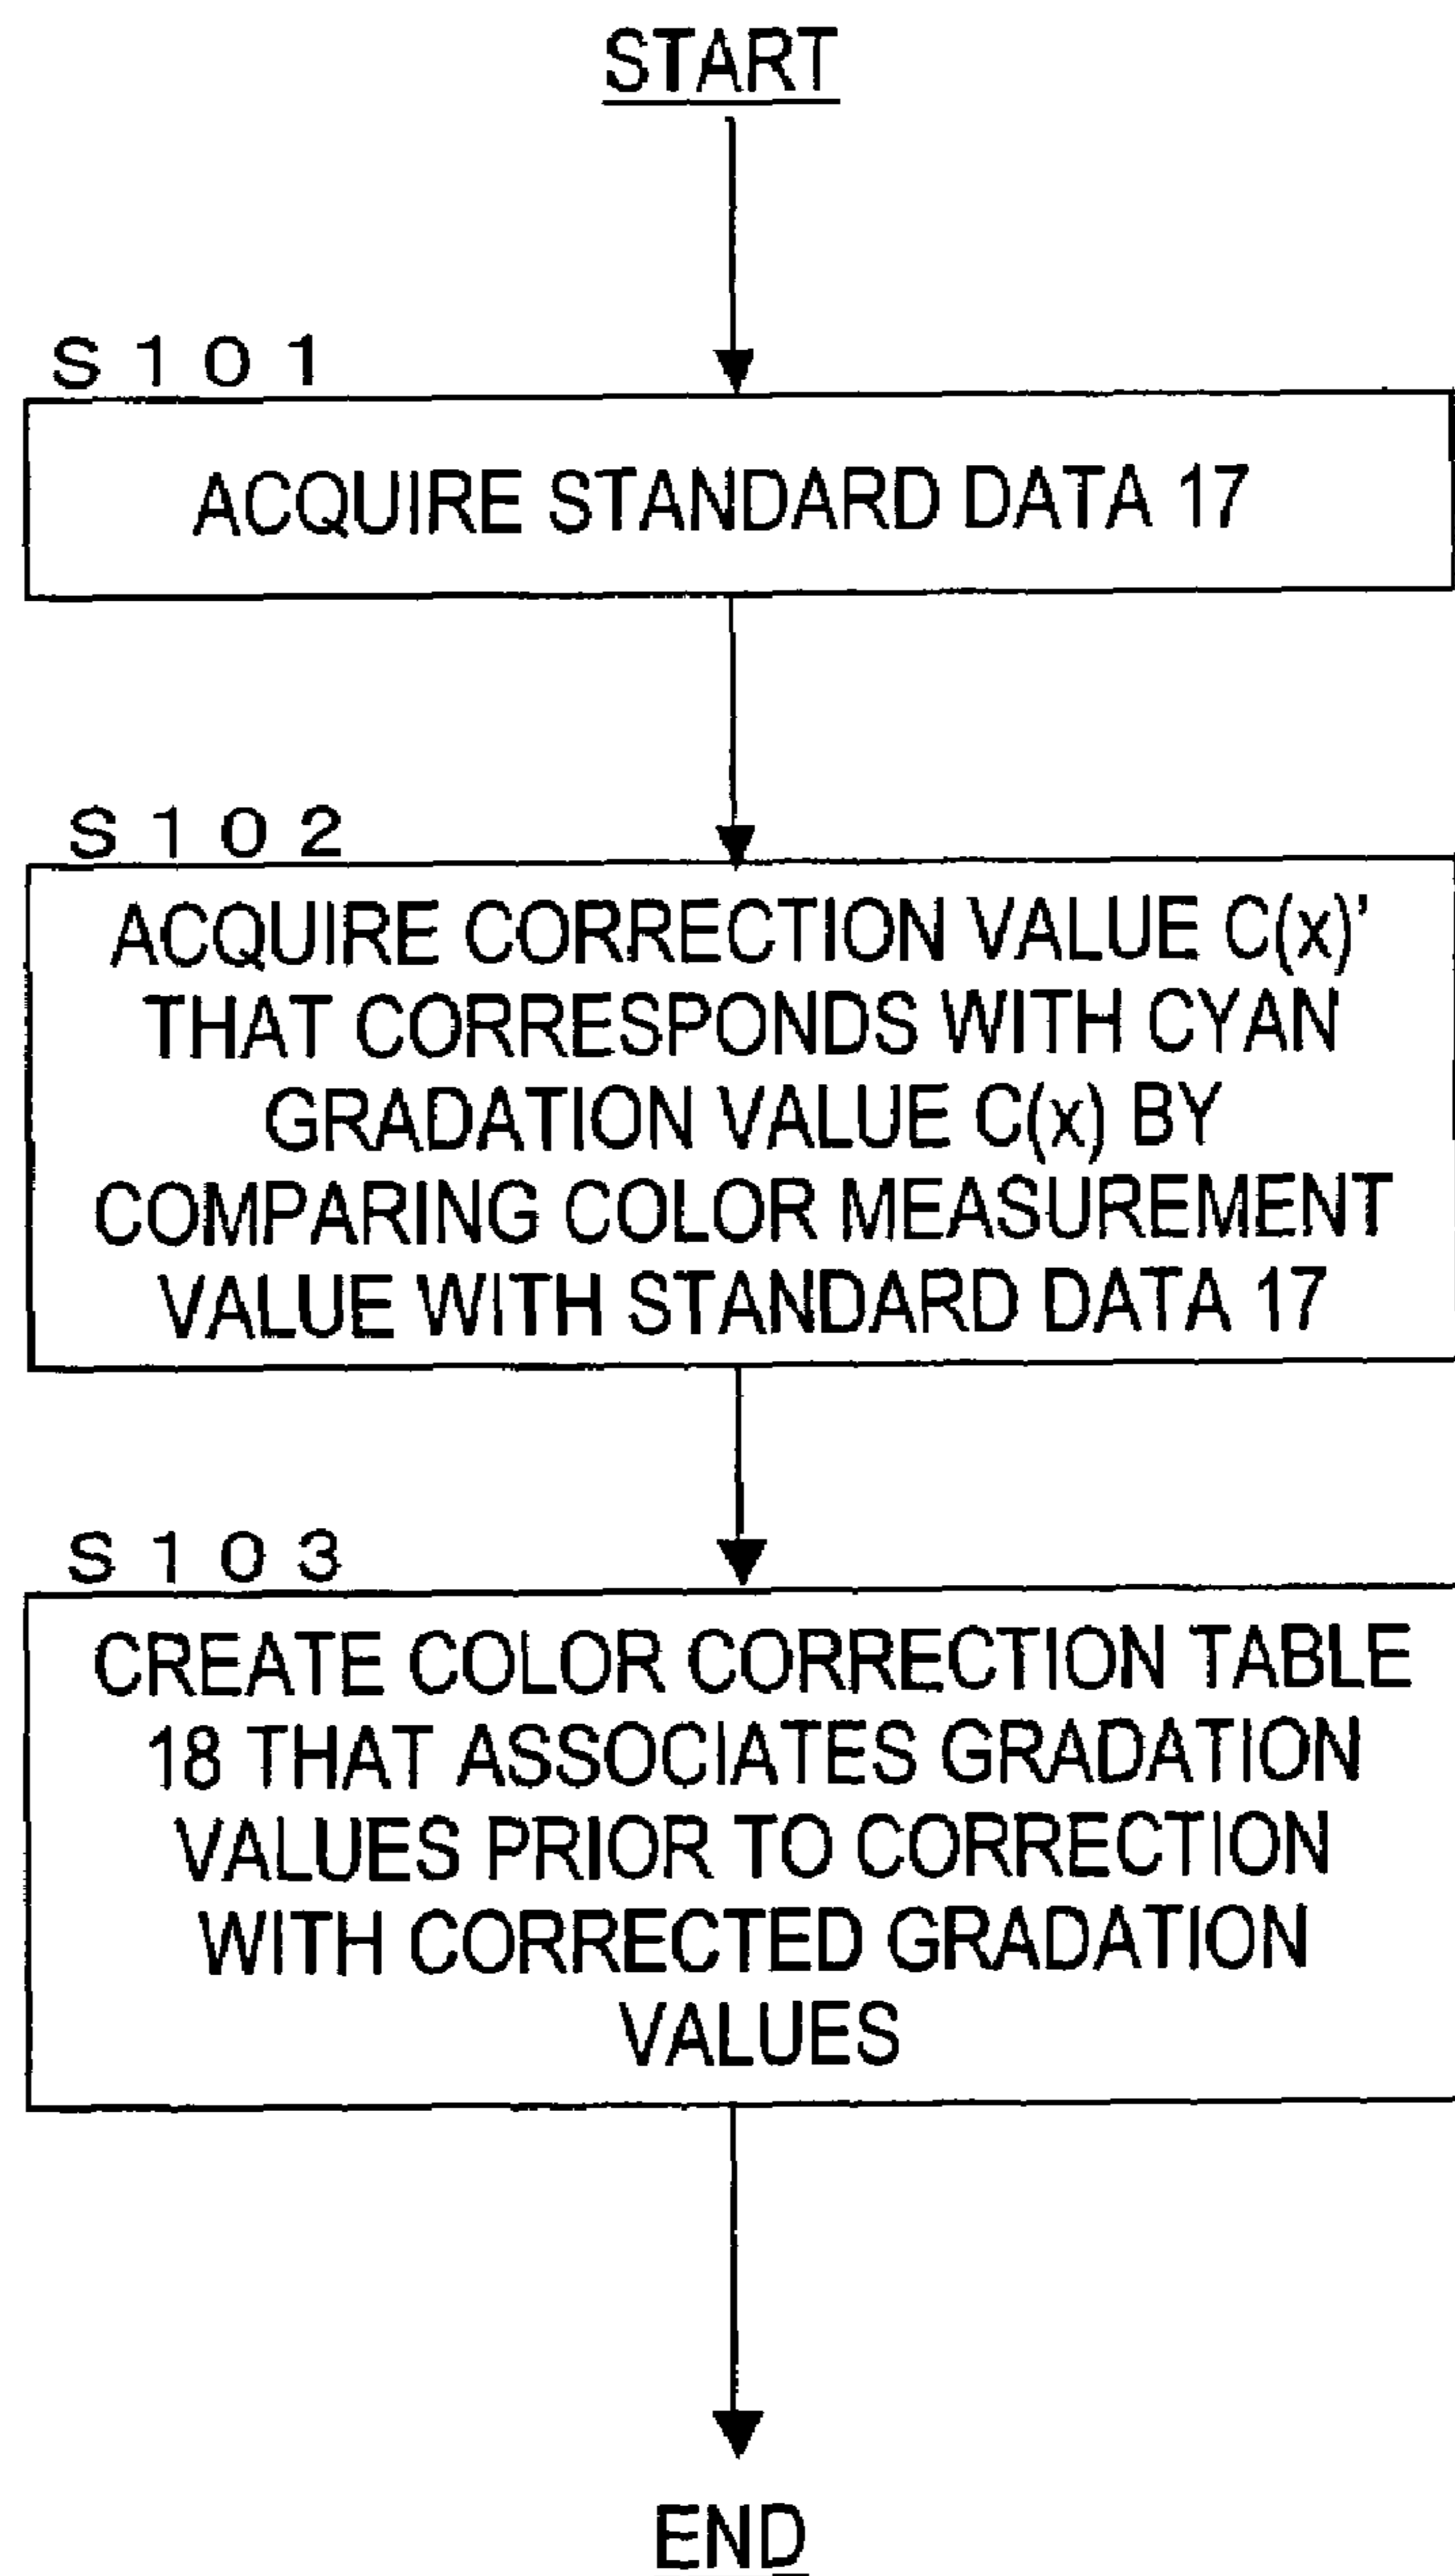 START
S101
ACQUIRE STANDARD DATA 17
S102
ACQUIRE CORRECTION VALUE C(x)’
THAT CORRESPONDS WITH CYAN
GRADATION VALUE C(x) BY
COMPARING COLOR MEASUREMENT
VALUE WITH STANDARD DATA 17
S103
CREATE COLOR CORRECTION TABLE
18 THAT ASSOCIATES GRADATION
VALUES PRIOR TO CORRECTION
WITH CORRECTED GRADATION
VALUES
END